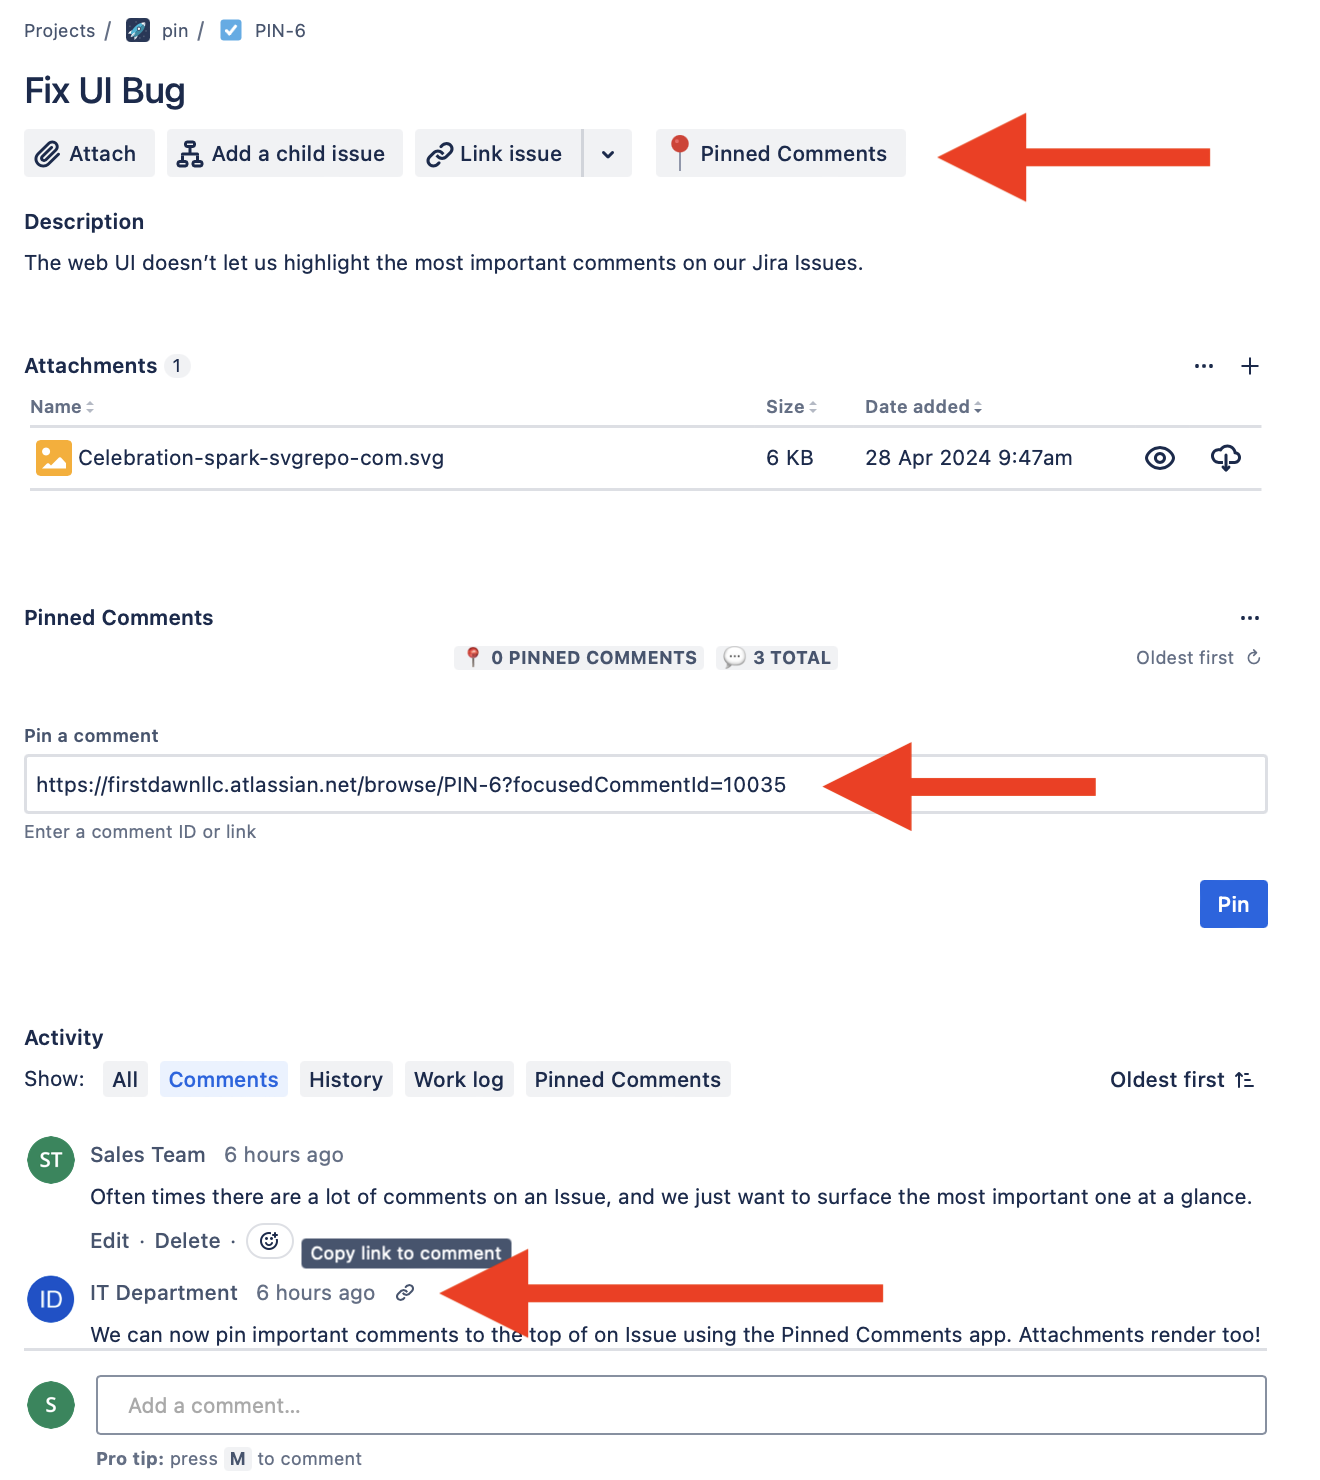 Projects / pin / PIN-6
Fix UI Bug
Attach Add a child issue Link issue Pinned Comments
Description
The web UI doesn't let us highlight the most important comments on our Jira Issues.
Attachments 1
Name Size Date added
Celebration-spark-svgrepo-com.svg 6 KB 28 Apr 2024 9:47am
Pinned Comments
0 PINNED COMMENTS 3 TOTAL Oldest first
Pin a comment
https://firstdawnllc.atlassian.net/browse/PIN-6?focusedCommentId=10035
Enter a comment ID or link
Pin
Activity
Show: All Comments History Work log Pinned Comments Oldest first
ST Sales Team 6 hours ago
Often times there are a lot of comments on an Issue, and we just want to surface the most important one at a glance.
Edit · Delete ·
Copy link to comment
ID IT Department 6 hours ago
We can now pin important comments to the top of on Issue using the Pinned Comments app. Attachments render too!
S Add a comment...
Pro tip: press M to comment